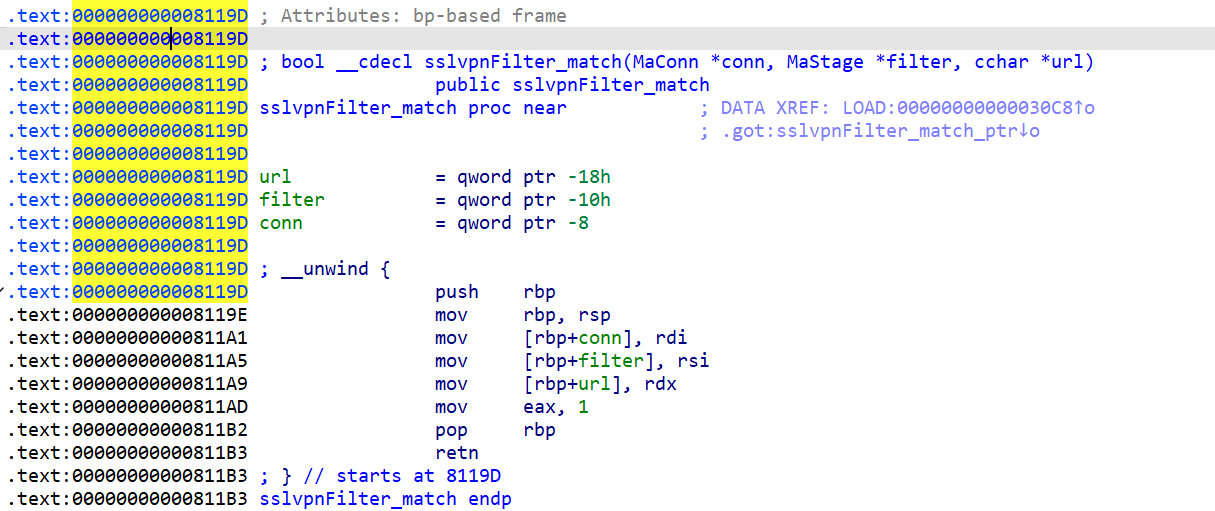 .text:000000000008119D ; Attributes: bp-based frame
.text:000000000008119D
.text:000000000008119D ; bool __cdecl sslvpnFilter_match(MaConn *conn, MaStage *filter, cchar *url)
.text:000000000008119D                 public sslvpnFilter_match
.text:000000000008119D sslvpnFilter_match proc near            ; DATA XREF: LOAD:00000000000030C8↑o
.text:000000000008119D                                         ; .got:sslvpnFilter_match_ptr↓o
.text:000000000008119D
.text:000000000008119D url             = qword ptr -18h
.text:000000000008119D filter          = qword ptr -10h
.text:000000000008119D conn            = qword ptr -8
.text:000000000008119D
.text:000000000008119D ; __unwind {
.text:000000000008119D                 push    rbp
.text:000000000008119E                 mov     rbp, rsp
.text:00000000000811A1                 mov     [rbp+conn], rdi
.text:00000000000811A5                 mov     [rbp+filter], rsi
.text:00000000000811A9                 mov     [rbp+url], rdx
.text:00000000000811AD                 mov     eax, 1
.text:00000000000811B2                 pop     rbp
.text:00000000000811B3                 retn
.text:00000000000811B3 ; } // starts at 8119D
.text:00000000000811B3 sslvpnFilter_match endp